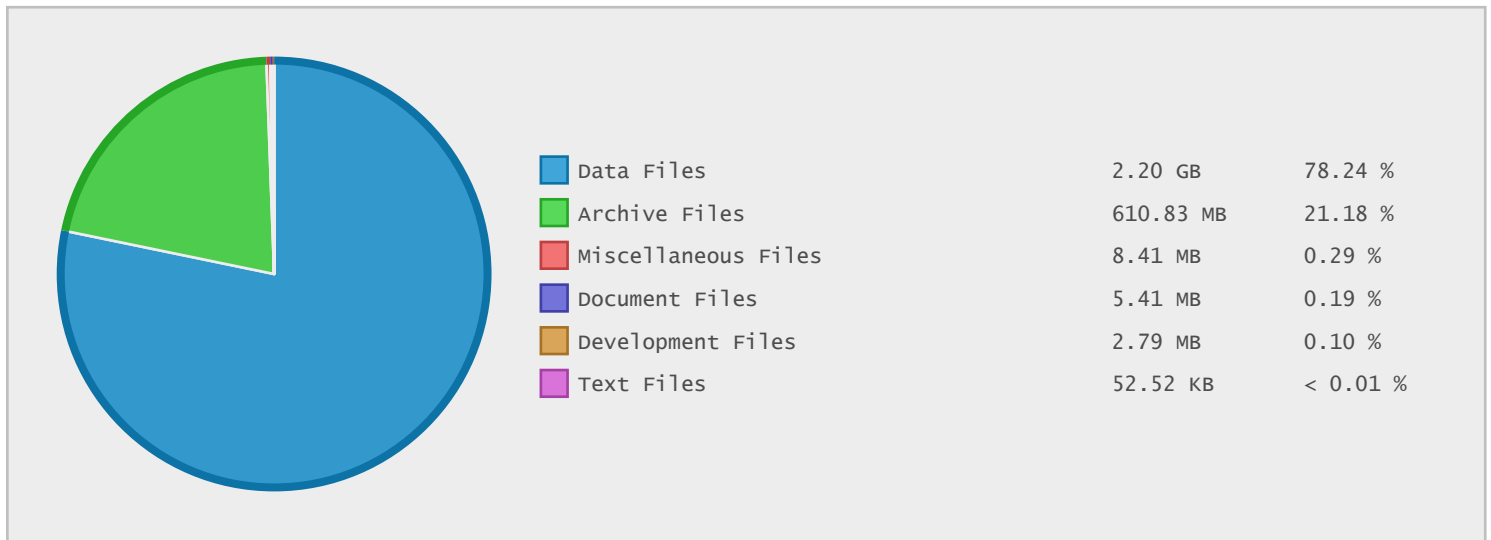 Data Files 2.20 GB 78.24 %
Archive Files 610.83 MB 21.18 %
Miscellaneous Files 8.41 MB 0.29 %
Document Files 5.41 MB 0.19 %
Development Files 2.79 MB 0.10 %
Text Files 52.52 KB < 0.01 %